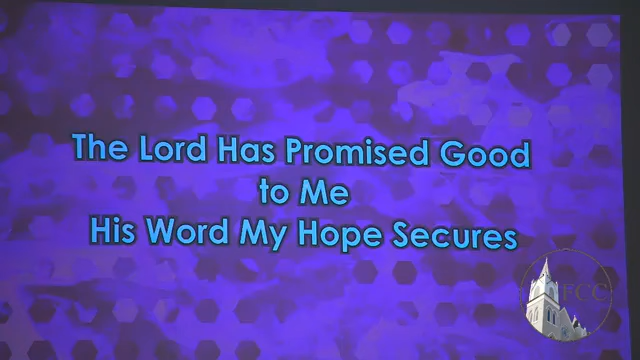 The Lord Has Promised Good
to Me
His Word My Hope Secures
FCC